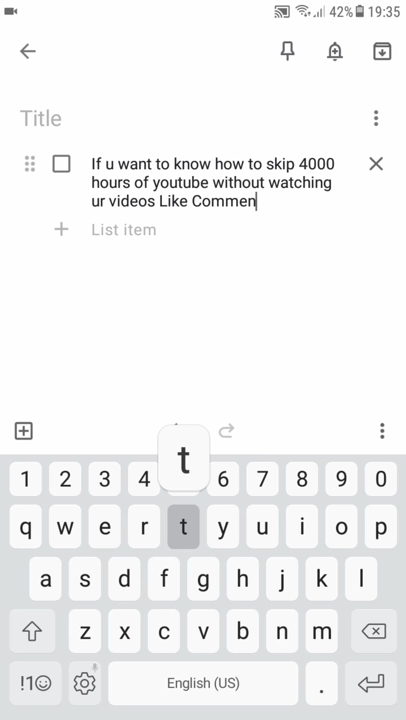 42% 19:35
Title
If u want to know how to skip 4000
hours of youtube without watching
ur videos Like Commen
List item
t
1 2 3 4 6 7 8 9 0
q w e r t y u i o p
a s d f g h j k l
z x c v b n m
!1☺ English (US) .